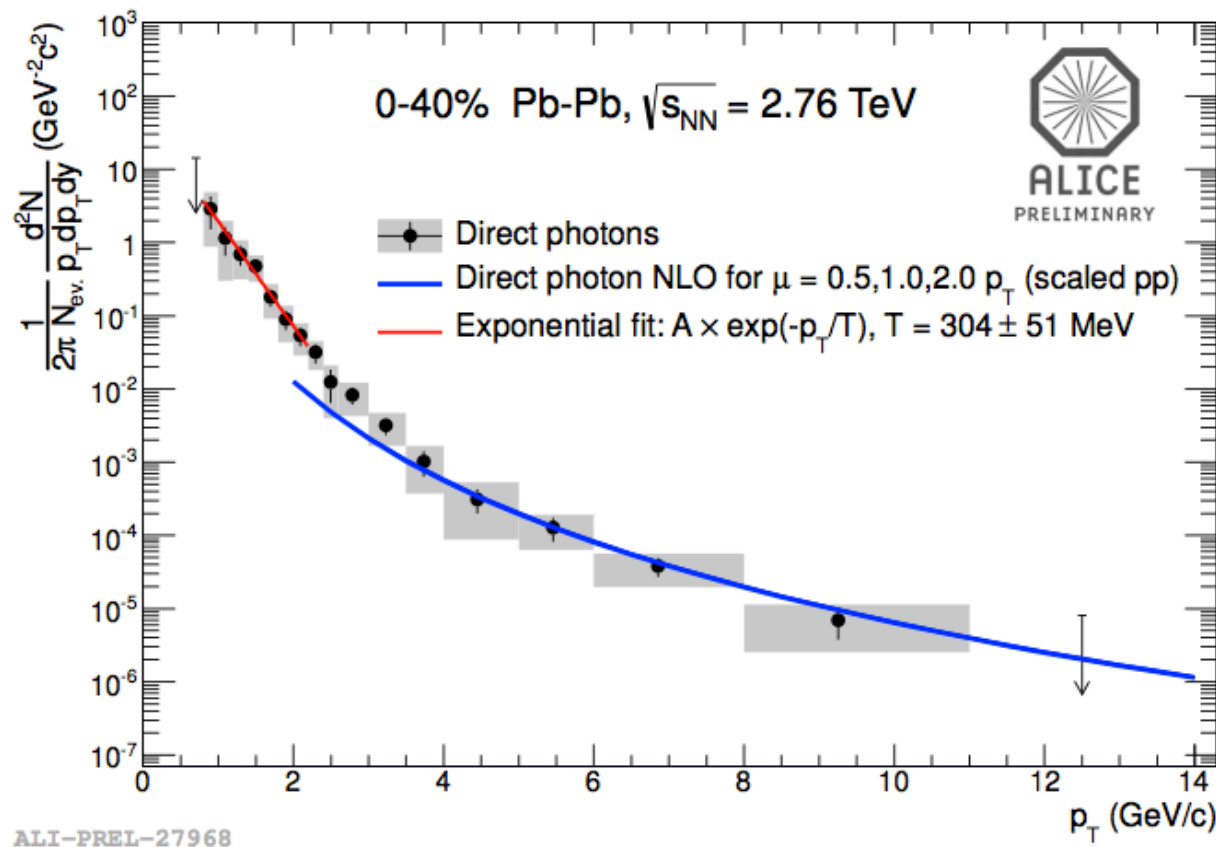 0-40% Pb-Pb, √s_NN = 2.76 TeV
ALICE
PRELIMINARY
Direct photons
Direct photon NLO for μ = 0.5,1.0,2.0 p_T (scaled pp)
Exponential fit: A × exp(-p_T/T), T = 304 ± 51 MeV
1/(2π N_ev.) d²N/(p_T dp_T dy) (GeV⁻²c²)
10³
10²
10
1
10⁻¹
10⁻²
10⁻³
10⁻⁴
10⁻⁵
10⁻⁶
10⁻⁷
0 2 4 6 8 10 12 14
p_T (GeV/c)
ALI-PREL-27968